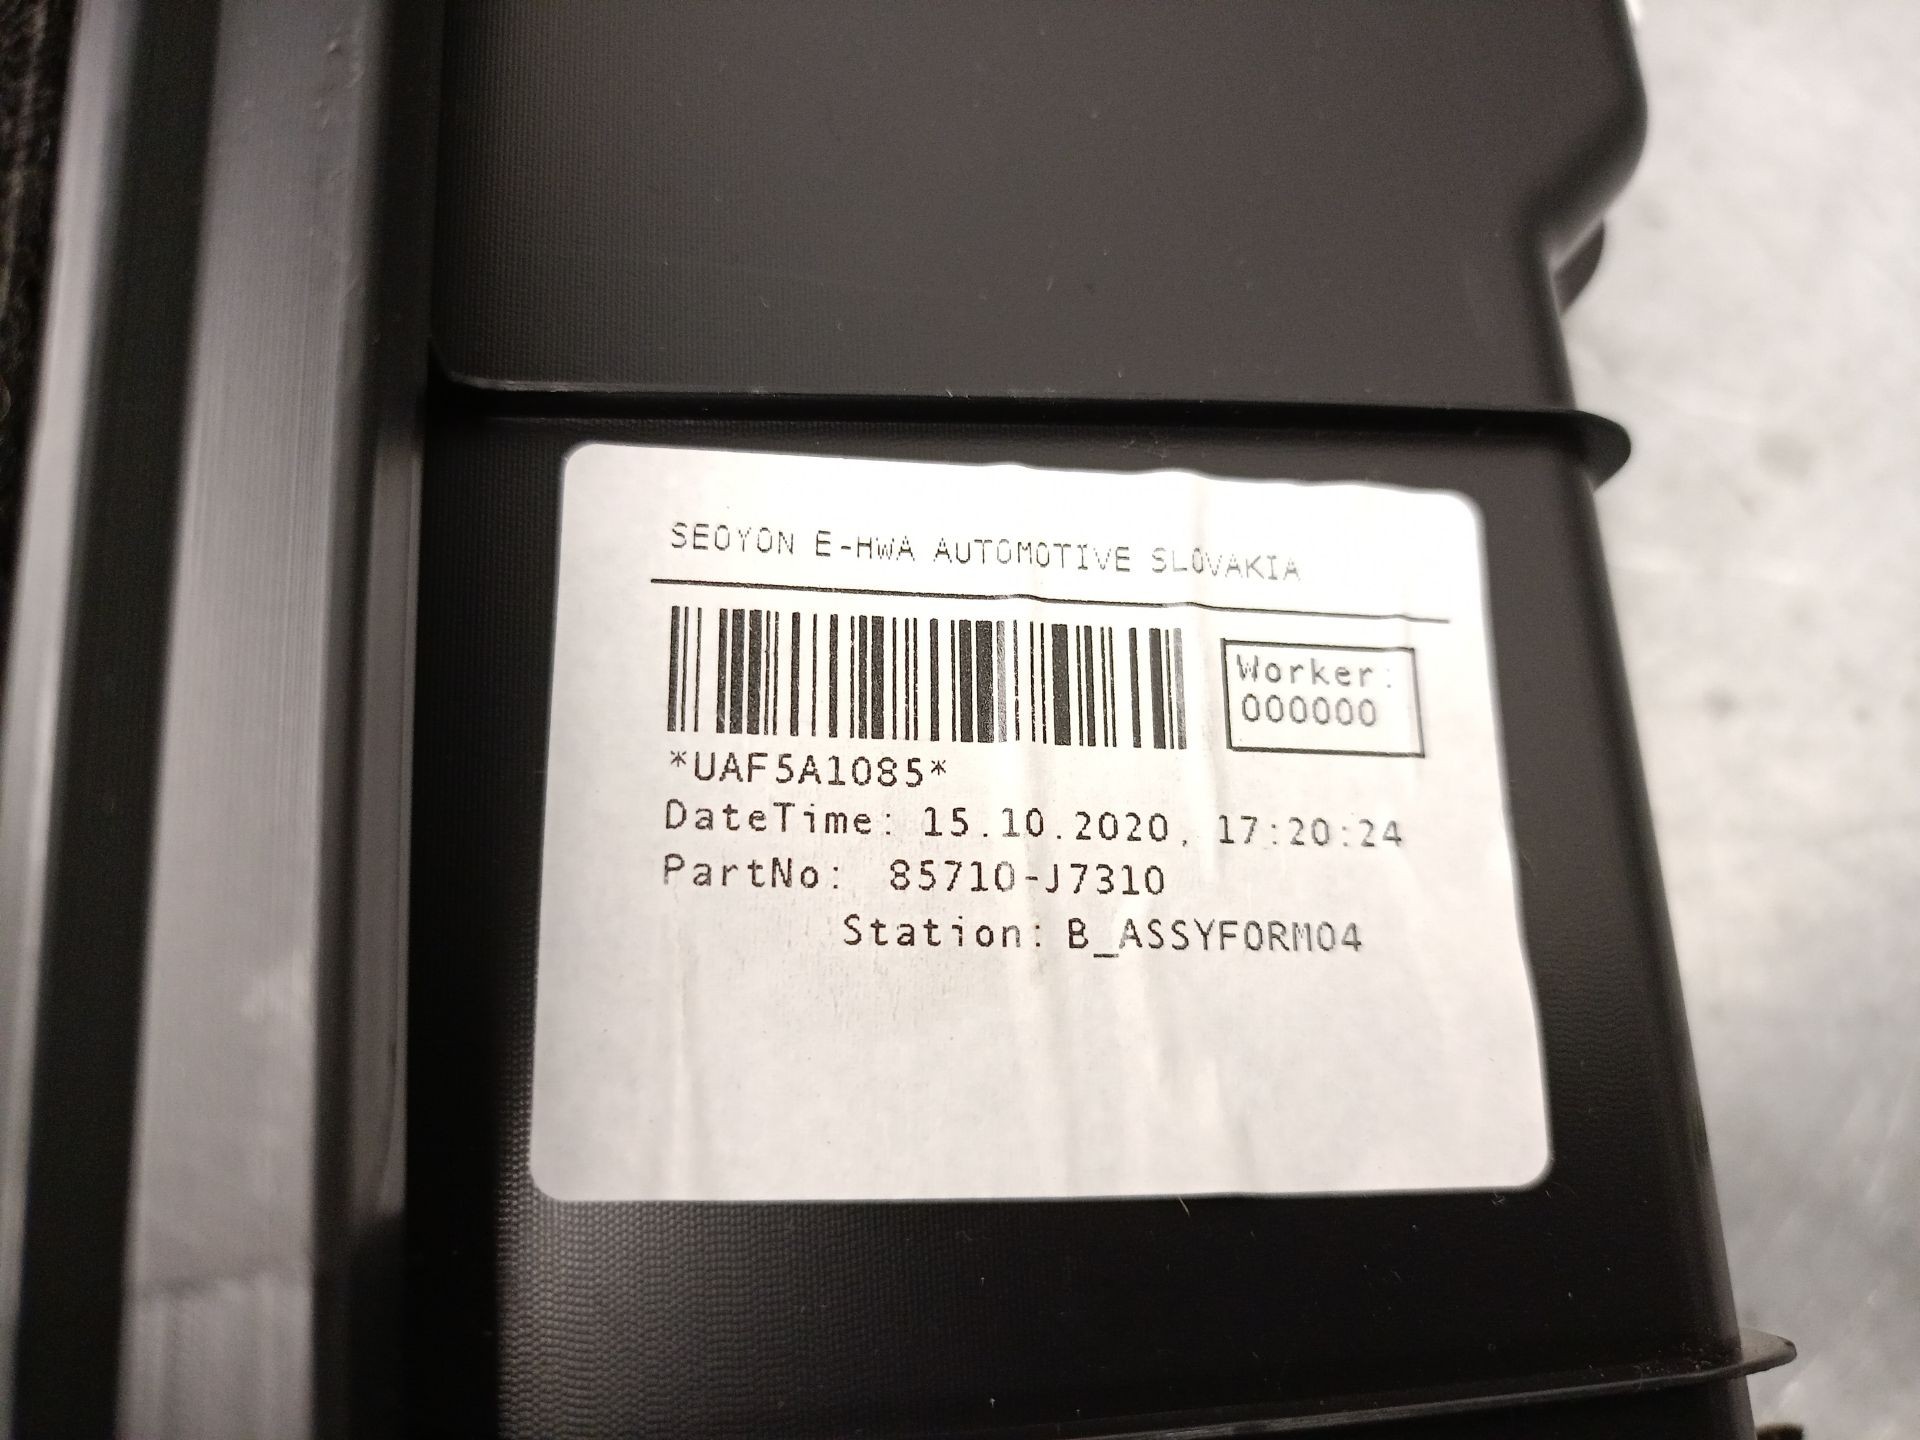 SEOYON E-HWA AUTOMOTIVE SLOVAKIA
Worker:
000000
*UAF5A1085*
DateTime: 15.10.2020, 17:20:24
PartNo: 85710-J7310
Station: B_ASSYFORM04